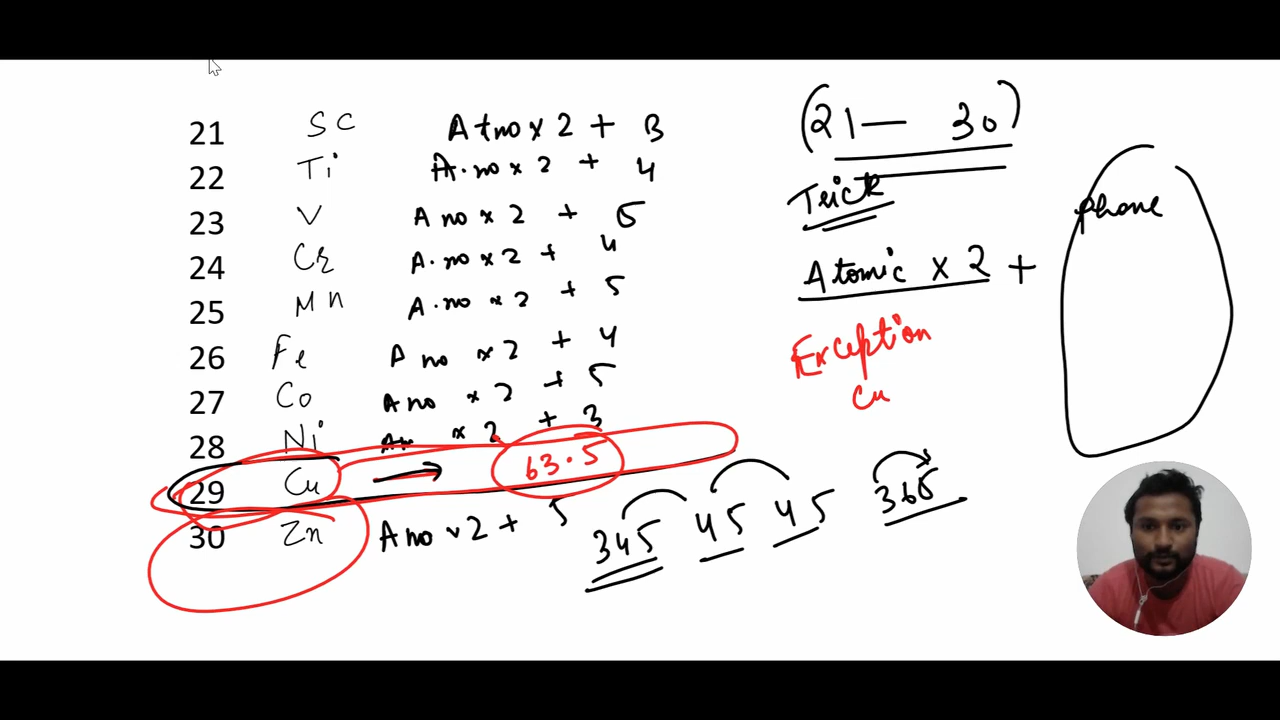 21 Sc At no x 2 + 3
22 Ti A. no x 2 + 4
23 V A no x 2 + 5
24 Cr A. no x 2 + 4
25 Mn A. no x 2 + 5
26 Fe A no x 2 + 4
27 Co A no x 2 + 5
28 Ni An x 2 + 3
29 Cu → 63.5
30 Zn A no x 2 + 5
345 45 45 365
(21 — 30)
Trick
Atomic x 2 +
Phone
Exception
Cu